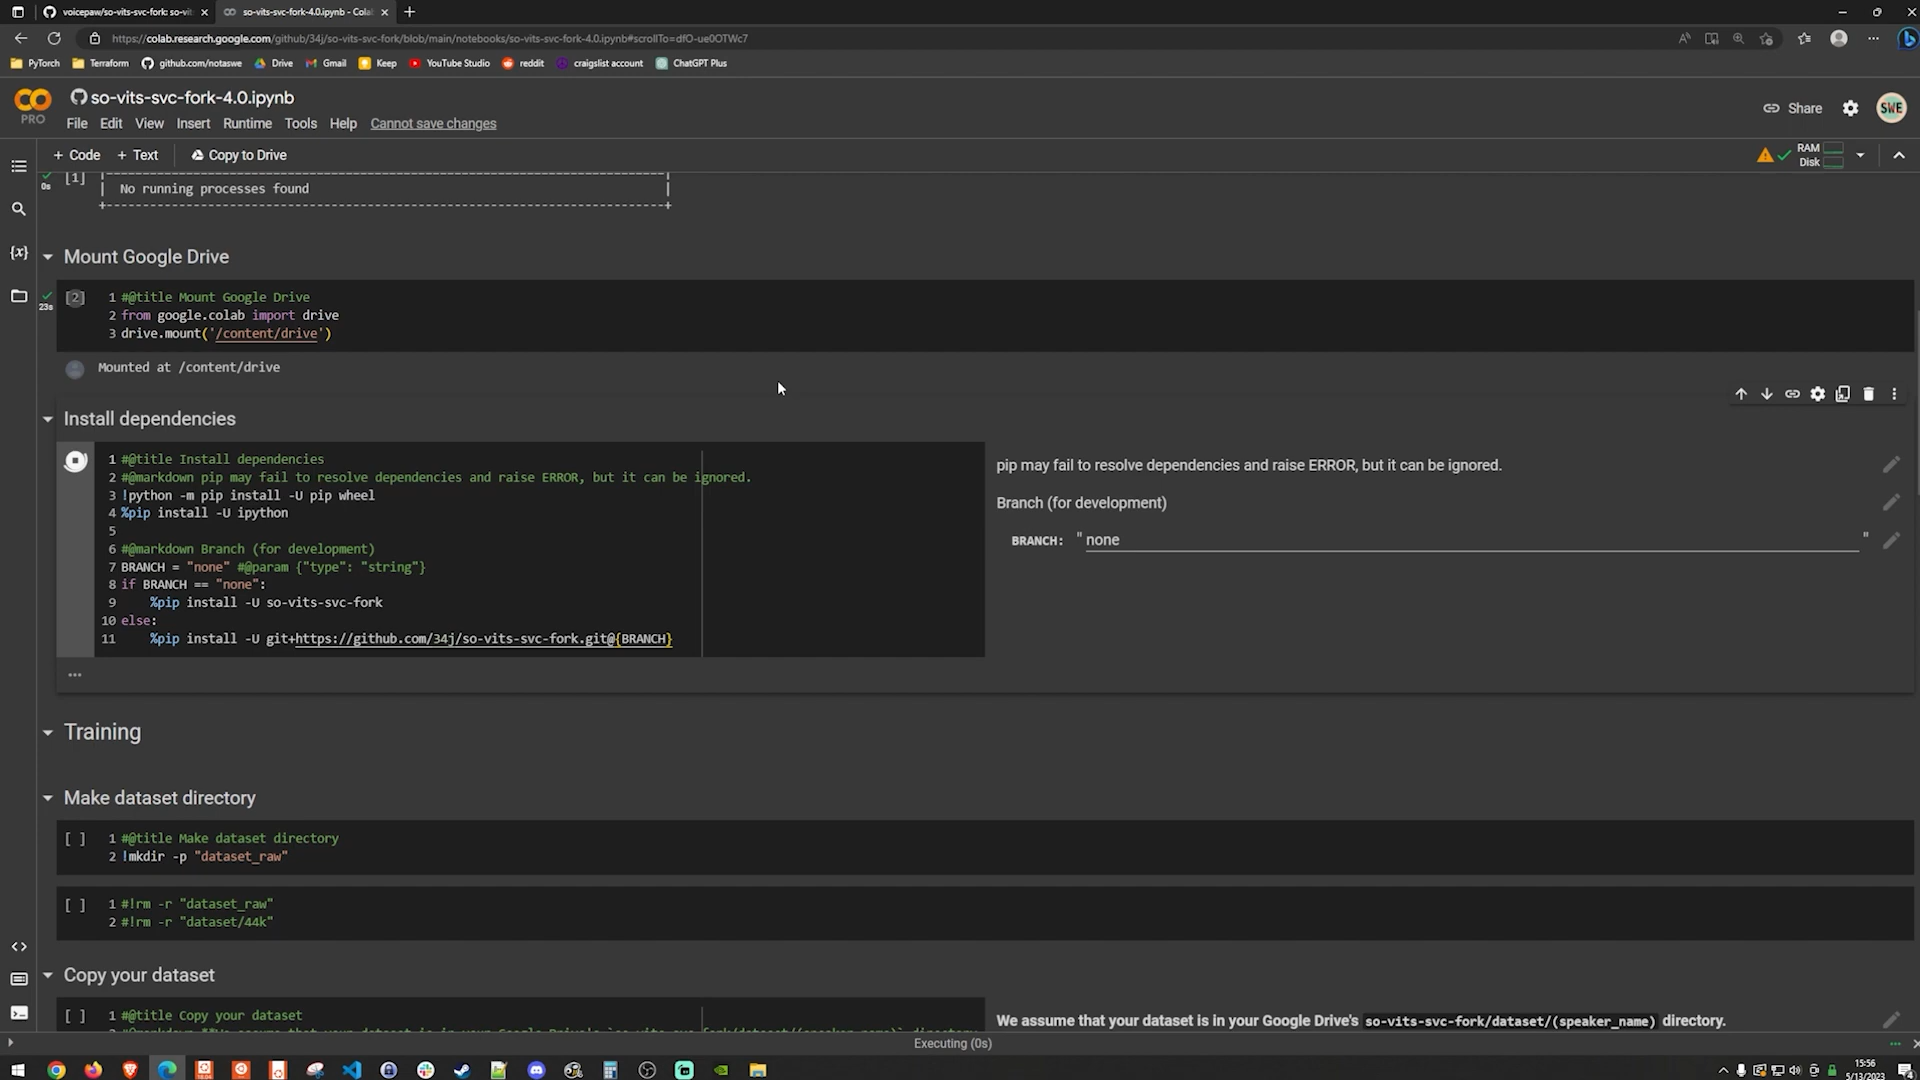 voicepaw/so-vits-svc-fork: so-vit
so-vits-svc-fork-4.0.ipynb - Cola
https://colab.research.google.com/github/34j/so-vits-svc-fork/blob/main/notebooks/so-vits-svc-fork-4.0.ipynb#scrollTo=dfO-ue0OTWc7
PyTorch
Terraform
github.com/notaswe
Drive
Gmail
Keep
YouTube Studio
reddit
craigslist account
ChatGPT Plus
PRO
so-vits-svc-fork-4.0.ipynb
Share
SWE
File Edit View Insert Runtime Tools Help Cannot save changes
+ Code + Text Copy to Drive
RAM
Disk
0s
[1]
| No running processes found |
+-----------------------------------------------------------------------------+
Mount Google Drive
23s
[2]
1 #@title Mount Google Drive
2 from google.colab import drive
3 drive.mount('/content/drive')
Mounted at /content/drive
Install dependencies
1 #@title Install dependencies
2 #@markdown pip may fail to resolve dependencies and raise ERROR, but it can be ignored.
3 !python -m pip install -U pip wheel
4 %pip install -U ipython
5
6 #@markdown Branch (for development)
7 BRANCH = "none" #@param {"type": "string"}
8 if BRANCH == "none":
9 %pip install -U so-vits-svc-fork
10 else:
11 %pip install -U git+https://github.com/34j/so-vits-svc-fork.git@{BRANCH}
pip may fail to resolve dependencies and raise ERROR, but it can be ignored.
Branch (for development)
BRANCH: " none "
...
Training
Make dataset directory
[ ]
1 #@title Make dataset directory
2 !mkdir -p "dataset_raw"
[ ]
1 #!rm -r "dataset_raw"
2 #!rm -r "dataset/44k"
Copy your dataset
[ ]
1 #@title Copy your dataset
We assume that your dataset is in your Google Drive's so-vits-svc-fork/dataset/(speaker_name) directory.
Executing (0s)
15:56
5/13/2023